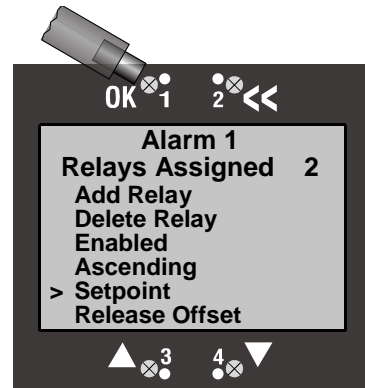 OK 1 2 <<
Alarm 1
Relays Assigned 2
Add Relay
Delete Relay
Enabled
Ascending
> Setpoint
Release Offset
3 4